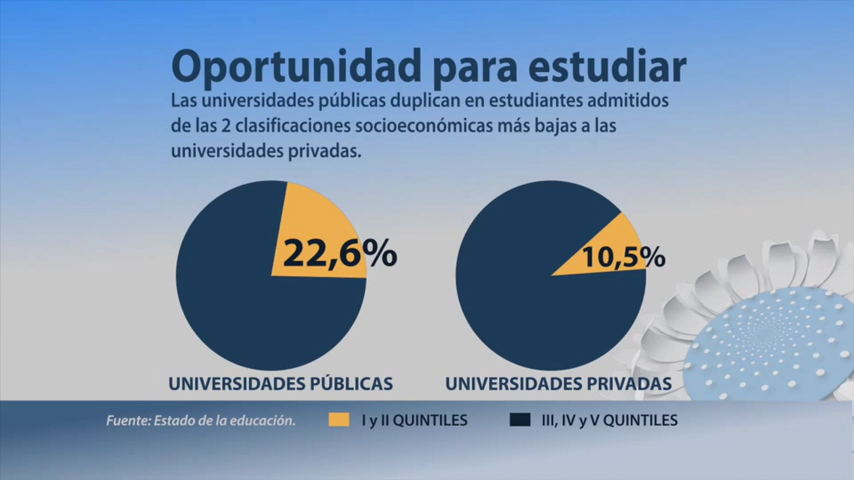 Oportunidad para estudiar
Las universidades públicas duplican en estudiantes admitidos
de las 2 clasificaciones socioeconómicas más bajas a las
universidades privadas.
22,6%
10,5%
UNIVERSIDADES PÚBLICAS
UNIVERSIDADES PRIVADAS
Fuente: Estado de la educación.
I y II QUINTILES
III, IV y V QUINTILES